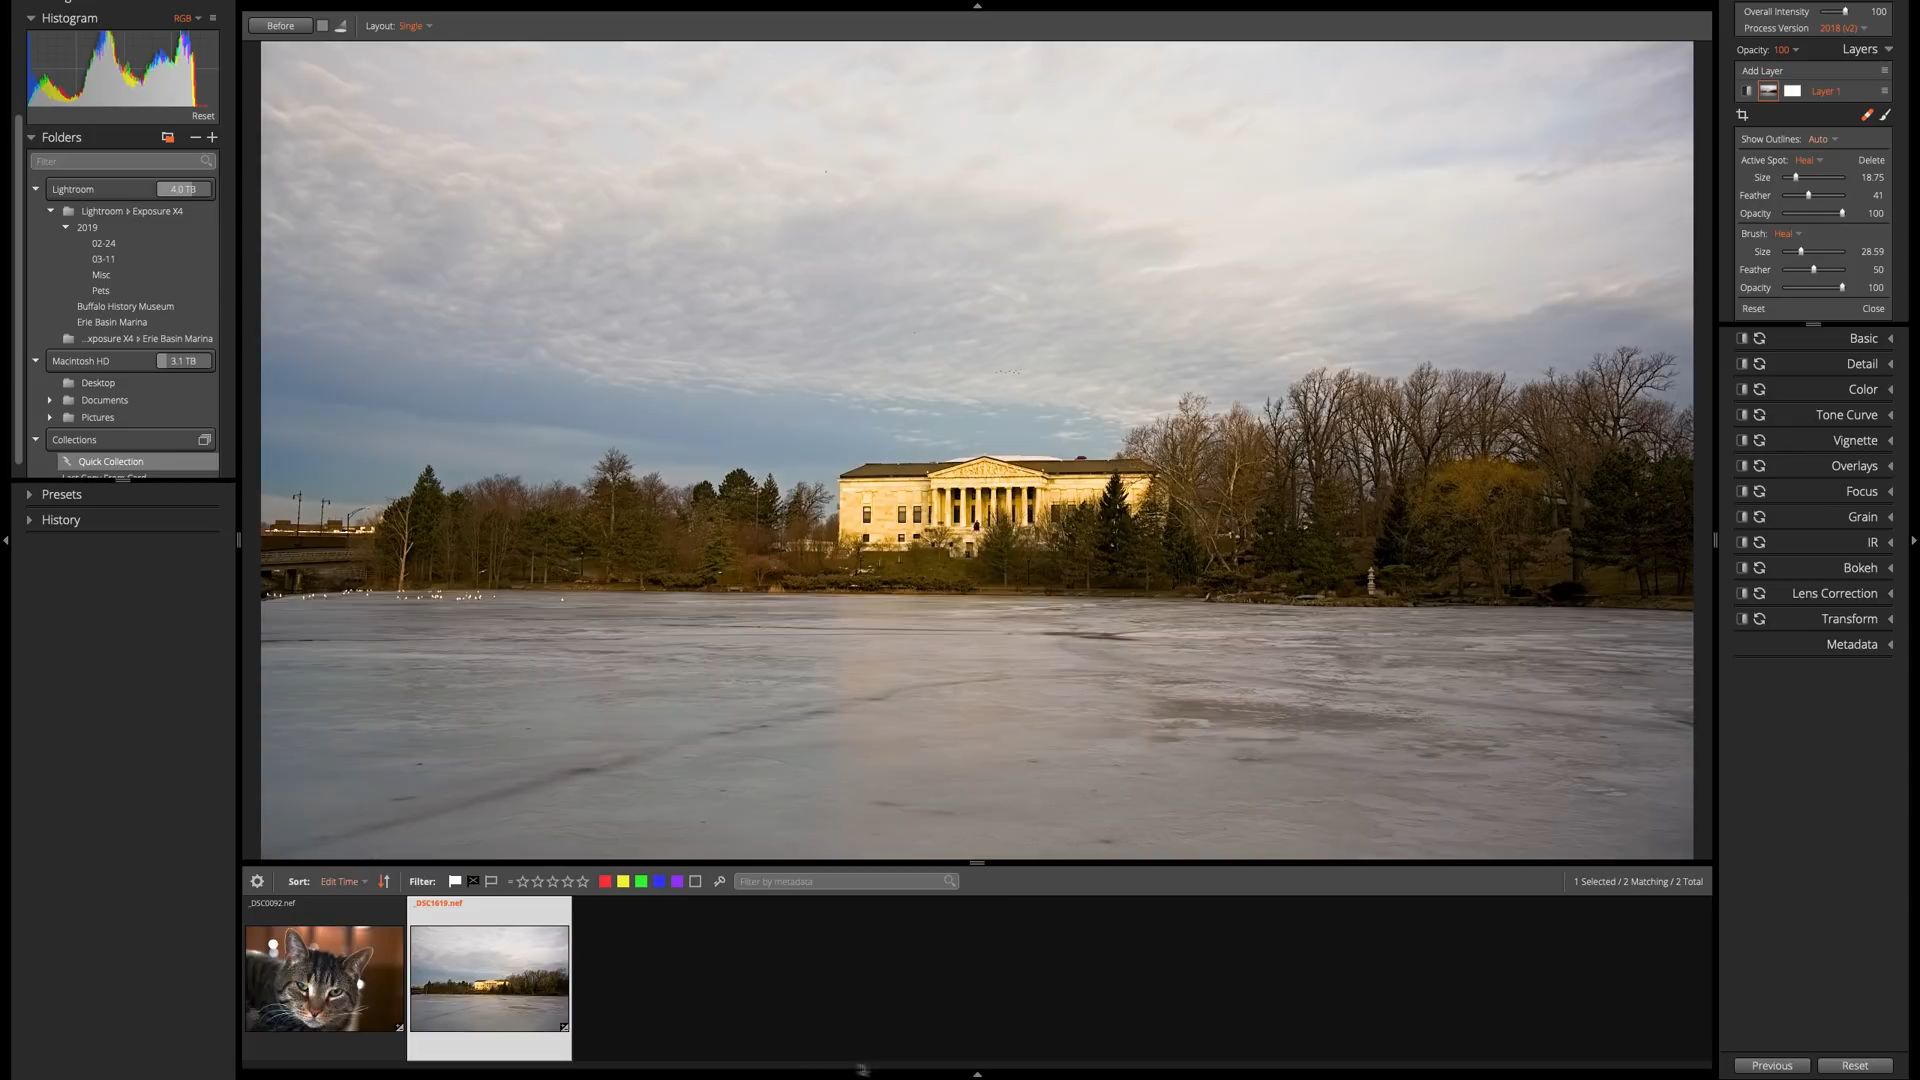 Histogram
RGB
Reset
Folders
Filter
Lightroom
4.0 TB
Lightroom Exposure X4
2019
02-24
03-11
Misc
Pets
Buffalo History Museum
Erie Basin Marina
...xposure X4 Erie Basin Marina
Macintosh HD
3.1 TB
Desktop
Documents
Pictures
Collections
Quick Collection
Presets
History
Before
Layout: Single
Overall Intensity 100
Process Version 2018 (v2)
Opacity: 100 Layers
Add Layer
Layer 1
Show Outlines: Auto
Active Spot: Heal Delete
Size 18.75
Feather 41
Opacity 100
Brush: Heal
Size 28.59
Feather 50
Opacity 100
Reset Close
Basic
Detail
Color
Tone Curve
Vignette
Overlays
Focus
Grain
IR
Bokeh
Lens Correction
Transform
Metadata
Sort: Edit Time
Filter:
=
Filter by metadata
1 Selected / 2 Matching / 2 Total
_DSC0092.nef
_DSC1619.nef
Previous Reset